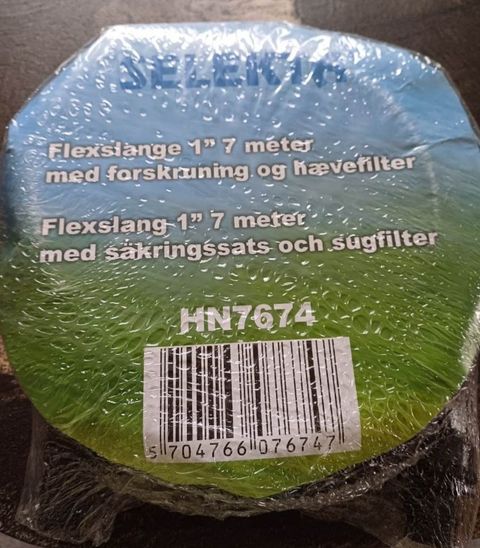 SELEKTA
Flexslange 1” 7 meter
med forskruning og hævefilter
Flexslang 1” 7 meter
med säkringssats och sugfilter
HN7674
5 704766 076747